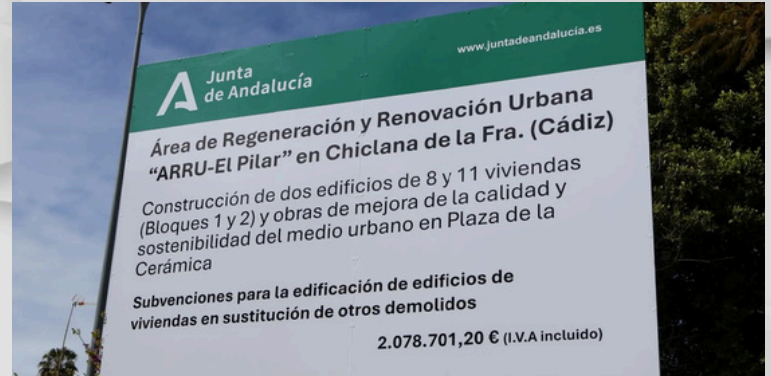 Junta
de Andalucía
www.juntadeandalucia.es
Área de Regeneración y Renovación Urbana
“ARRU-El Pilar” en Chiclana de la Fra. (Cádiz)
Construcción de dos edificios de 8 y 11 viviendas
(Bloques 1 y 2) y obras de mejora de la calidad y
sostenibilidad del medio urbano en Plaza de la
Cerámica
Subvenciones para la edificación de edificios de
viviendas en sustitución de otros demolidos
2.078.701,20 € (I.V.A incluido)